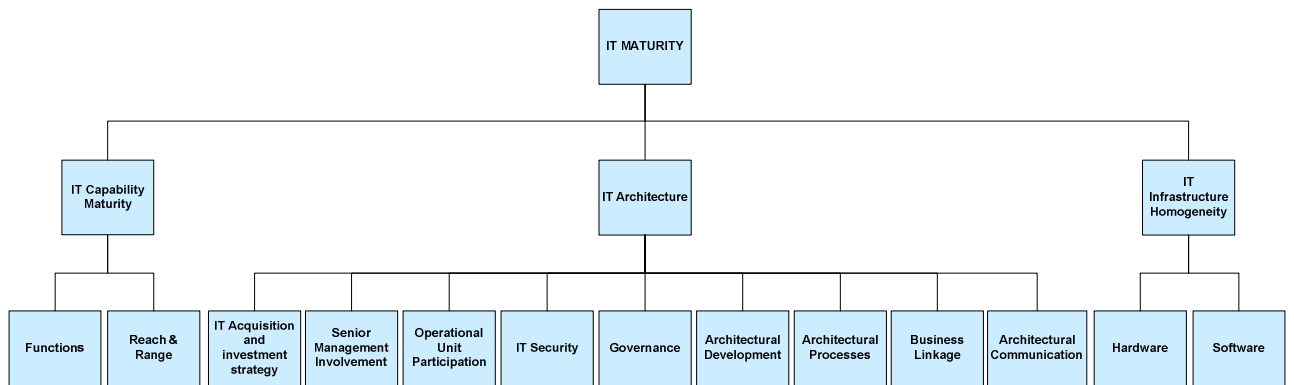 IT MATURITY
IT Capability
Maturity
IT Architecture
IT
Infrastructure
Homogeneity
Functions
Reach &
Range
IT Acquisition
and
investment
strategy
Senior
Management
Involvement
Operational
Unit
Participation
IT Security
Governance
Architectural
Development
Architectural
Processes
Business
Linkage
Architectural
Communication
Hardware
Software